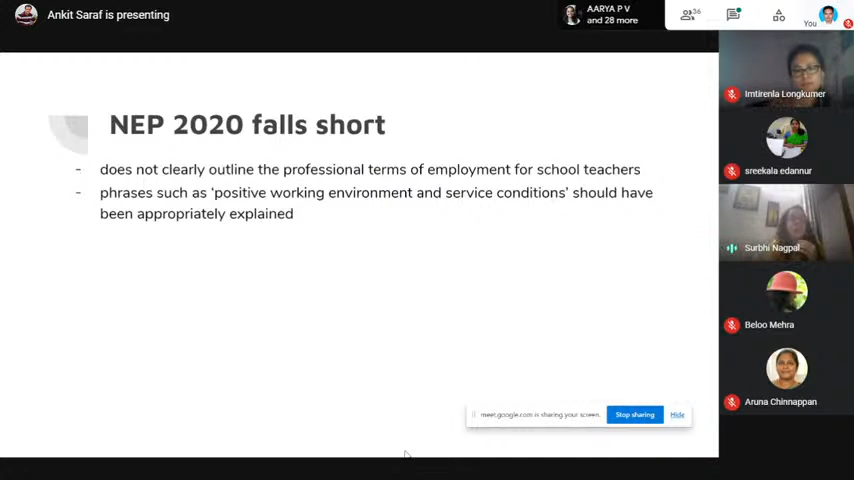 Ankit Saraf is presenting
AARYA P V
and 28 more
36
You
NEP 2020 falls short
- does not clearly outline the professional terms of employment for school teachers
- phrases such as ‘positive working environment and service conditions’ should have
been appropriately explained
Imtirenla Longkumer
sreekala edannur
Surbhi Nagpal
Beloo Mehra
Aruna Chinnappan
meet.google.com is sharing your screen.
Stop sharing
Hide